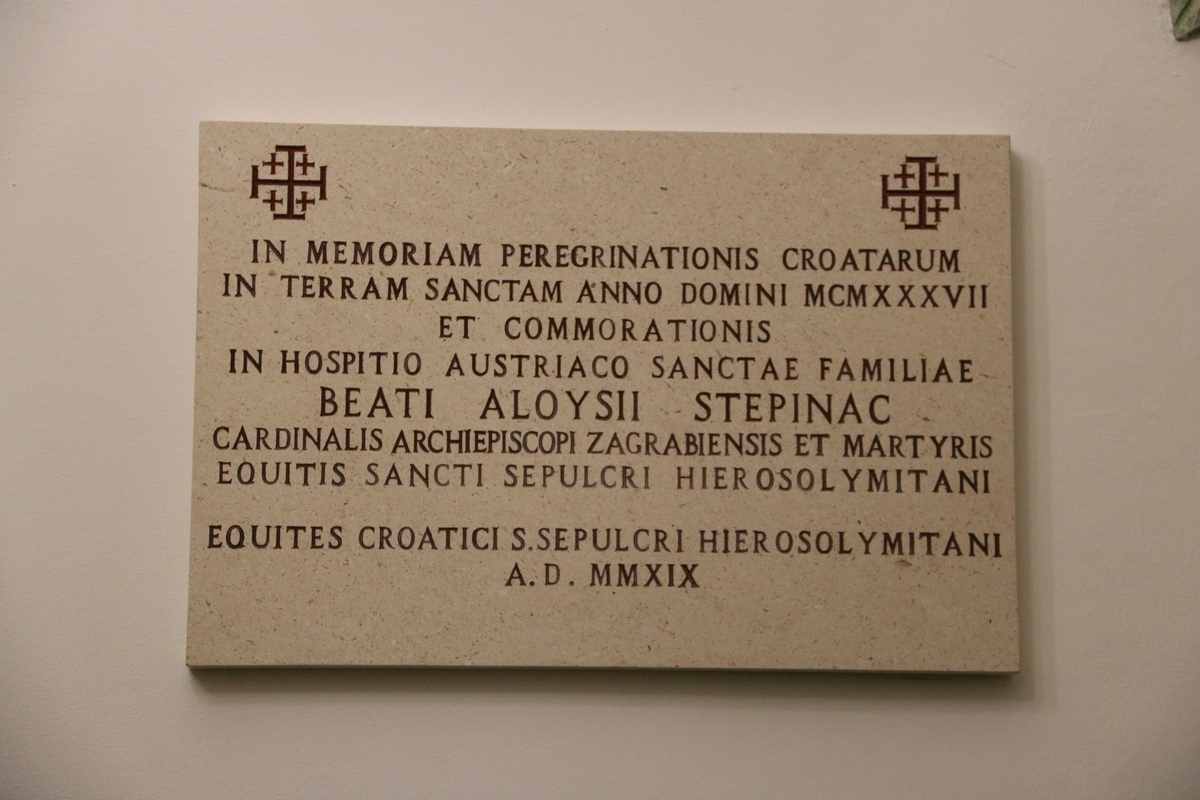 IN MEMORIAM PEREGRINATIONIS CROATARUM
IN TERRAM SANCTAM ANNO DOMINI MCMXXXVII
ET COMMORATIONIS
IN HOSPITIO AUSTRIACO SANCTAE FAMILIAE
BEATI ALOYSII STEPINAC
CARDINALIS ARCHIEPISCOPI ZAGRABIENSIS ET MARTYRIS
EQUITIS SANCTI SEPULCRI HIEROSOLYMITANI
EQUITES CROATICI S.SEPULCRI HIEROSOLYMITANI
A.D. MMXIX